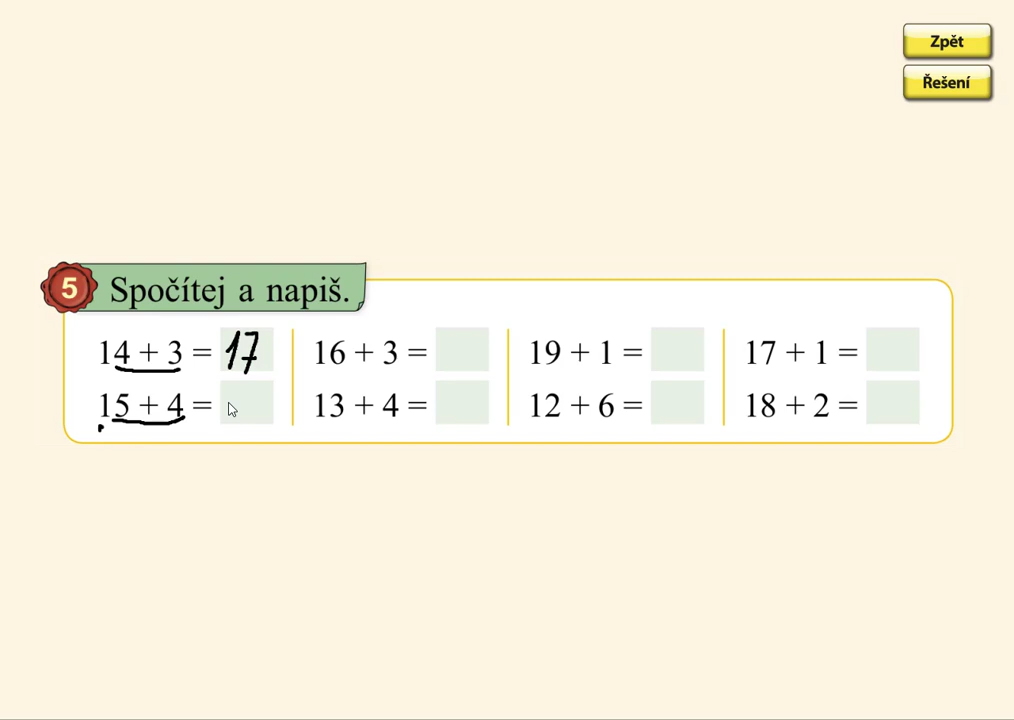 Zpět
Řešení
5 Spočítej a napiš.
14 + 3 = 17 16 + 3 = 19 + 1 = 17 + 1 =
15 + 4 = 13 + 4 = 12 + 6 = 18 + 2 =